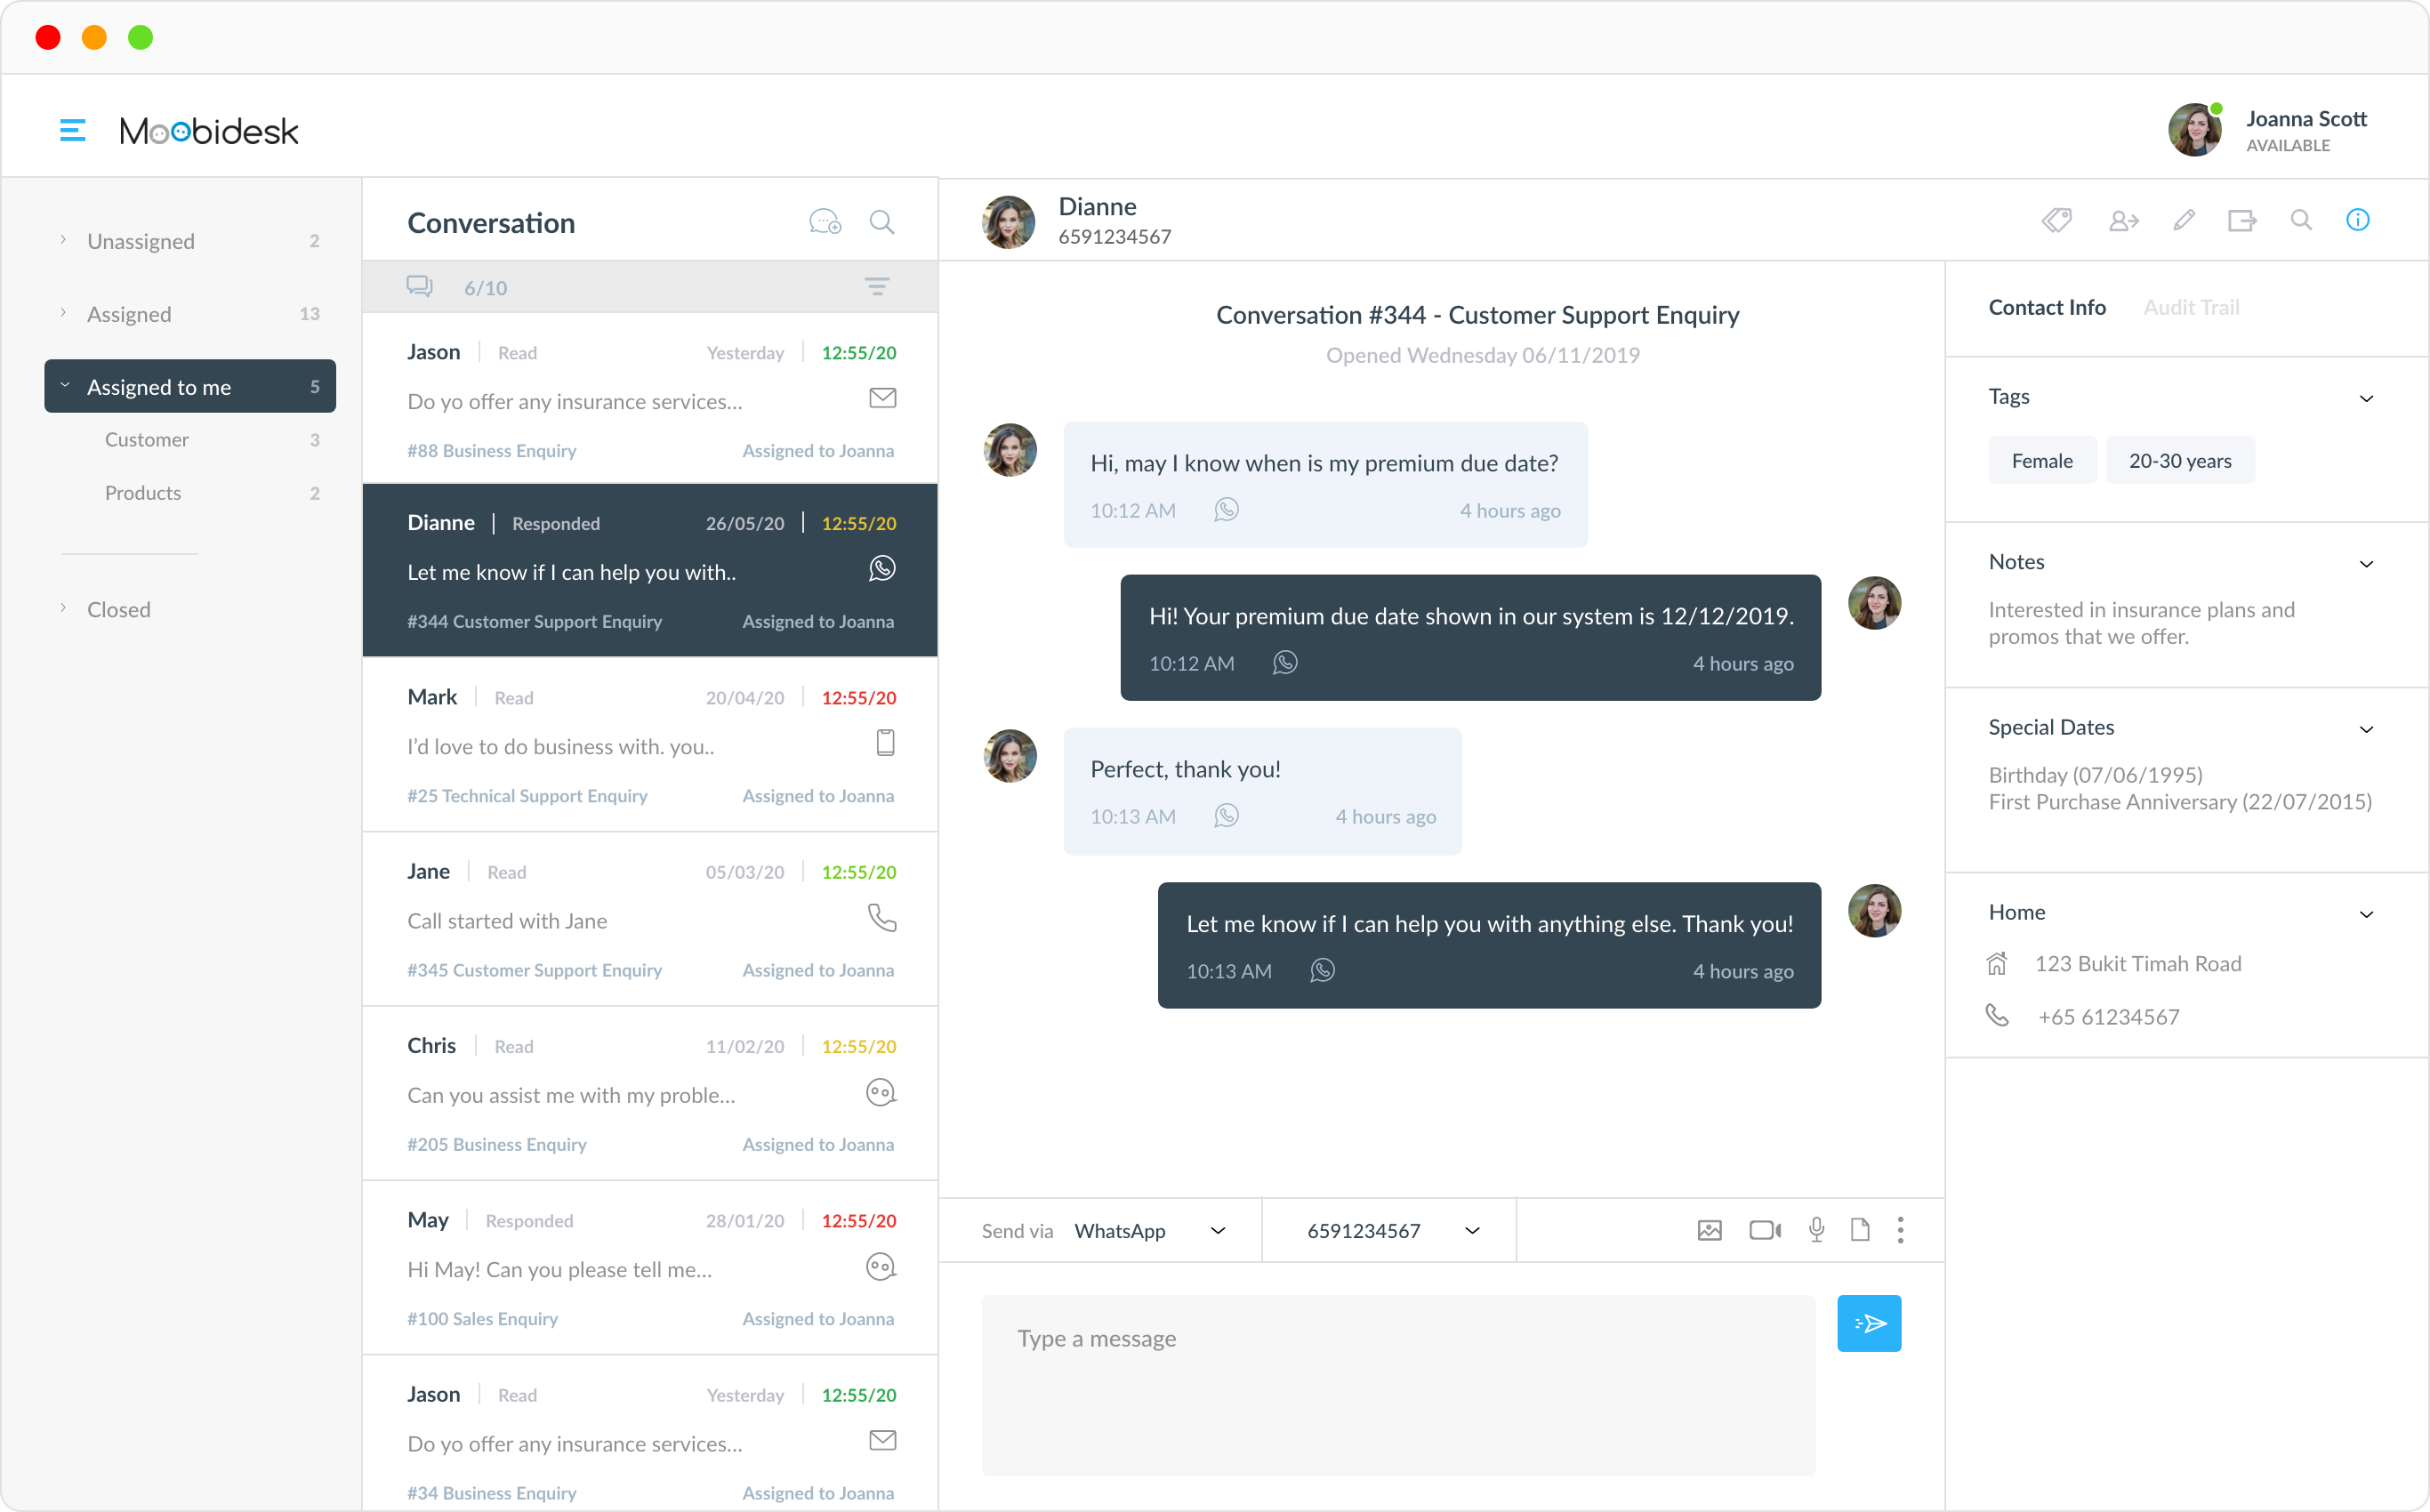 Moobidesk
Joanna Scott
AVAILABLE
Unassigned 2
Assigned 13
Assigned to me 5
Customer 3
Products 2
Closed
Conversation
6/10
Jason Read Yesterday 12:55/20
Do yo offer any insurance services...
#88 Business Enquiry Assigned to Joanna
Dianne Responded 26/05/20 12:55/20
Let me know if I can help you with..
#344 Customer Support Enquiry Assigned to Joanna
Mark Read 20/04/20 12:55/20
I’d love to do business with. you..
#25 Technical Support Enquiry Assigned to Joanna
Jane Read 05/03/20 12:55/20
Call started with Jane
#345 Customer Support Enquiry Assigned to Joanna
Chris Read 11/02/20 12:55/20
Can you assist me with my proble...
#205 Business Enquiry Assigned to Joanna
May Responded 28/01/20 12:55/20
Hi May! Can you please tell me...
#100 Sales Enquiry Assigned to Joanna
Jason Read Yesterday 12:55/20
Do yo offer any insurance services...
#34 Business Enquiry Assigned to Joanna
Dianne
6591234567
Conversation #344 - Customer Support Enquiry
Opened Wednesday 06/11/2019
Hi, may I know when is my premium due date?
10:12 AM 4 hours ago
Hi! Your premium due date shown in our system is 12/12/2019.
10:12 AM 4 hours ago
Perfect, thank you!
10:13 AM 4 hours ago
Let me know if I can help you with anything else. Thank you!
10:13 AM 4 hours ago
Send via WhatsApp 6591234567
Type a message
Contact Info Audit Trail
Tags
Female 20-30 years
Notes
Interested in insurance plans and
promos that we offer.
Special Dates
Birthday (07/06/1995)
First Purchase Anniversary (22/07/2015)
Home
123 Bukit Timah Road
+65 61234567